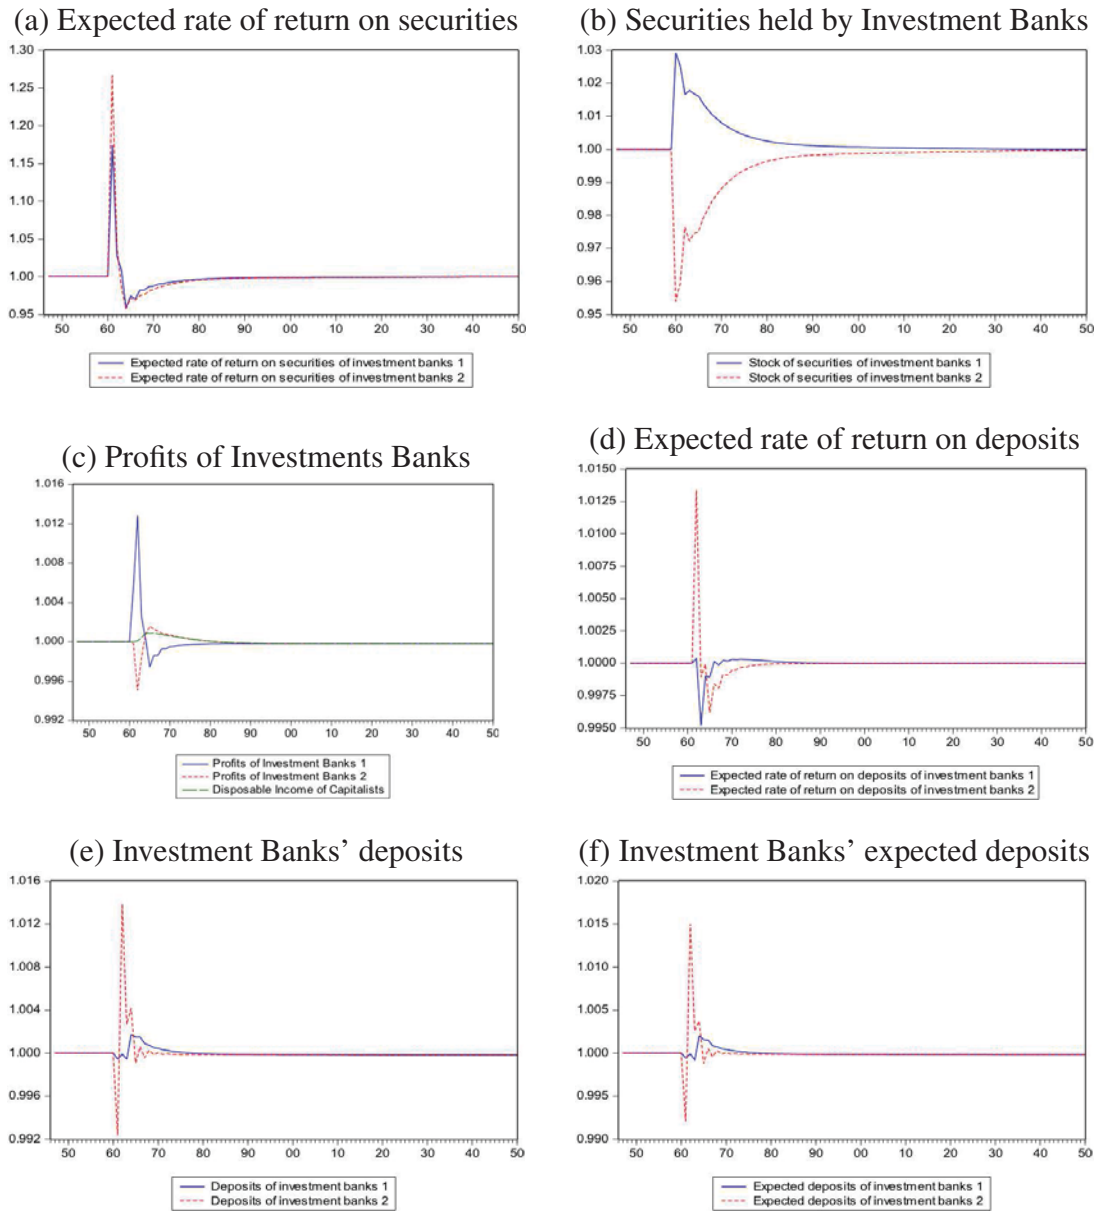 (a) Expected rate of return on securities
1.30
1.25
1.20
1.15
1.10
1.05
1.00
0.95
50 60 70 80 90 00 10 20 30 40 50
Expected rate of return on securities of investment banks 1
Expected rate of return on securities of investment banks 2
(b) Securities held by Investment Banks
1.03
1.02
1.01
1.00
0.99
0.98
0.97
0.96
0.95
50 60 70 80 90 00 10 20 30 40 50
Stock of securities of investment banks 1
Stock of securities of investment banks 2
(c) Profits of Investments Banks
1.016
1.012
1.008
1.004
1.000
0.996
0.992
50 60 70 80 90 00 10 20 30 40 50
Profits of Investment Banks 1
Profits of Investment Banks 2
Disposable Income of Capitalists
(d) Expected rate of return on deposits
1.0150
1.0125
1.0100
1.0075
1.0050
1.0025
1.0000
0.9975
0.9950
50 60 70 80 90 00 10 20 30 40 50
Expected rate of return on deposits of investment banks 1
Expected rate of return on deposits of investment banks 2
(e) Investment Banks’ deposits
1.016
1.012
1.008
1.004
1.000
0.996
0.992
50 60 70 80 90 00 10 20 30 40 50
Deposits of investment banks 1
Deposits of investment banks 2
(f) Investment Banks’ expected deposits
1.020
1.015
1.010
1.005
1.000
0.995
0.990
50 60 70 80 90 00 10 20 30 40 50
Expected deposits of investment banks 1
Expected deposits of investment banks 2